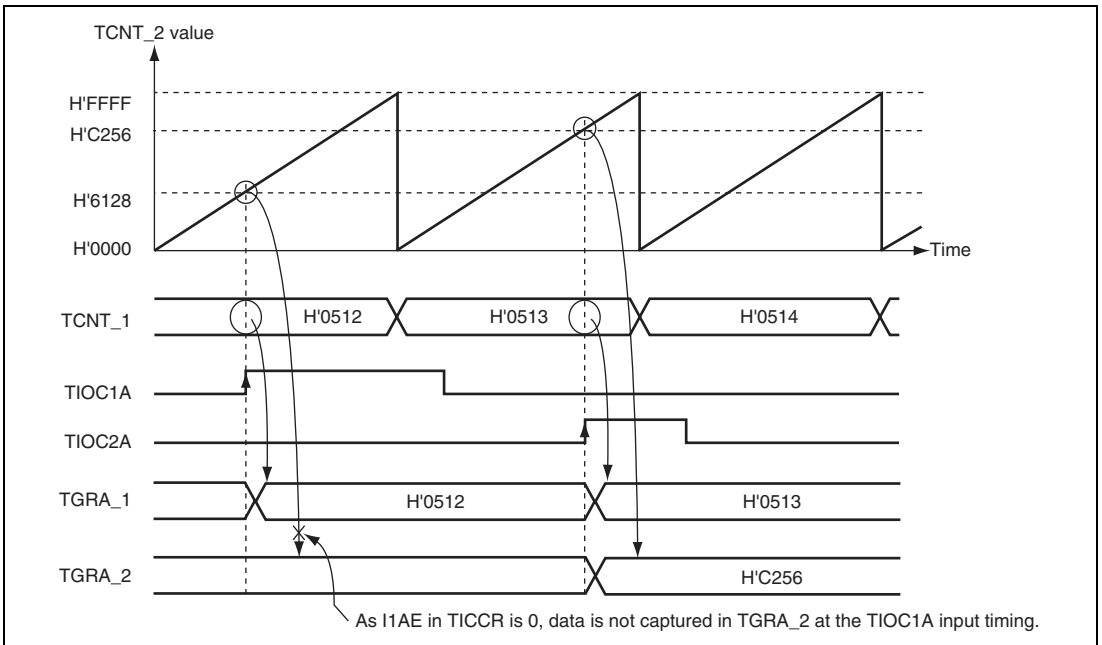 TCNT_2 value
H'FFFF
H'C256
H'6128
H'0000
Time
TCNT_1
H'0512
H'0513
H'0514
TIOC1A
TIOC2A
TGRA_1
H'0512
H'0513
TGRA_2
H'C256
As I1AE in TICCR is 0, data is not captured in TGRA_2 at the TIOC1A input timing.